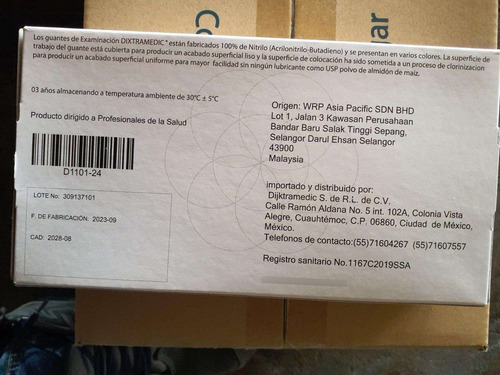 Co
ar
Los guantes de Examinación DIXTRAMEDIC® están fabricados 100% de Nitrilo (Acrilonitrilo-Butadieno) y se presentan en varios colores. La superficie de
trabajo del guante está cubierta para producir un acabado superficial liso y la superficie de colocación ha sido sometida a un proceso de clorinización
para producir un acabado superficial uniforme para mayor facilidad sin ningún lubricante como USP polvo de almidón de maíz.
03 años almacenando a temperatura ambiente de 30°C ± 5°C
Producto dirigido a Profesionales de la Salud
D1101-24
LOTE No: 309137101
F. DE FABRICACIÓN: 2023-09
CAD: 2028-08
Origen: WRP Asia Pacific SDN BHD
Lot 1, Jalan 3 Kawasan Perusahaan
Bandar Baru Salak Tinggi Sepang,
Selangor Darul Ehsan Selangor
43900
Malaysia
importado y distribuido por:
Dijktramedic S. de R.L. de C.V.
Calle Ramón Aldana No. 5 int. 102A, Colonia Vista
Alegre, Cuauhtémoc, C.P. 06860, Ciudad de México,
México.
Telefonos de contacto:(55)71604267 (55)71607557
Registro sanitario No.1167C2019SSA